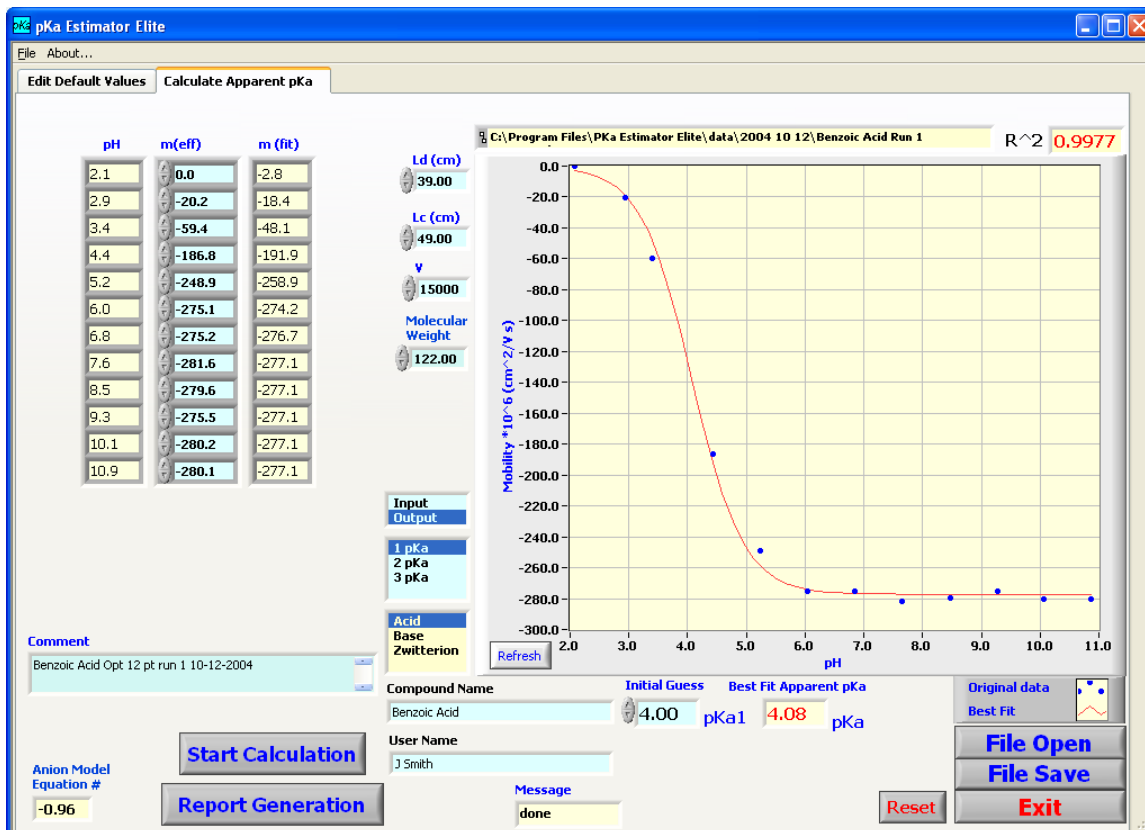 pKa pKa Estimator Elite
File About...
Edit Default Values Calculate Apparent pKa
pH m(eff) m (fit)
2.1 0.0 -2.8
2.9 -20.2 -18.4
3.4 -59.4 -48.1
4.4 -186.8 -191.9
5.2 -248.9 -258.9
6.0 -275.1 -274.2
6.8 -275.2 -276.7
7.6 -281.6 -277.1
8.5 -279.6 -277.1
9.3 -275.5 -277.1
10.1 -280.2 -277.1
10.9 -280.1 -277.1
Ld (cm)
39.00
Lc (cm)
49.00
V
15000
Molecular
Weight
122.00
C:\Program Files\PKa Estimator Elite\data\2004 10 12\Benzoic Acid Run 1
R^2 0.9977
Mobility *10^6 (cm^2/V s)
0.0
-20.0
-40.0
-60.0
-80.0
-100.0
-120.0
-140.0
-160.0
-180.0
-200.0
-220.0
-240.0
-260.0
-280.0
-300.0
2.0 3.0 4.0 5.0 6.0 7.0 8.0 9.0 10.0 11.0
pH
Refresh
Input
Output
1 pKa
2 pKa
3 pKa
Acid
Base
Zwitterion
Comment
Benzoic Acid Opt 12 pt run 1 10-12-2004
Compound Name
Benzoic Acid
Initial Guess
4.00 pKa1
Best Fit Apparent pKa
4.08 pKa
Original data
Best Fit
User Name
J Smith
Start Calculation
Report Generation
Anion Model
Equation #
-0.96
Message
done
File Open
File Save
Reset
Exit